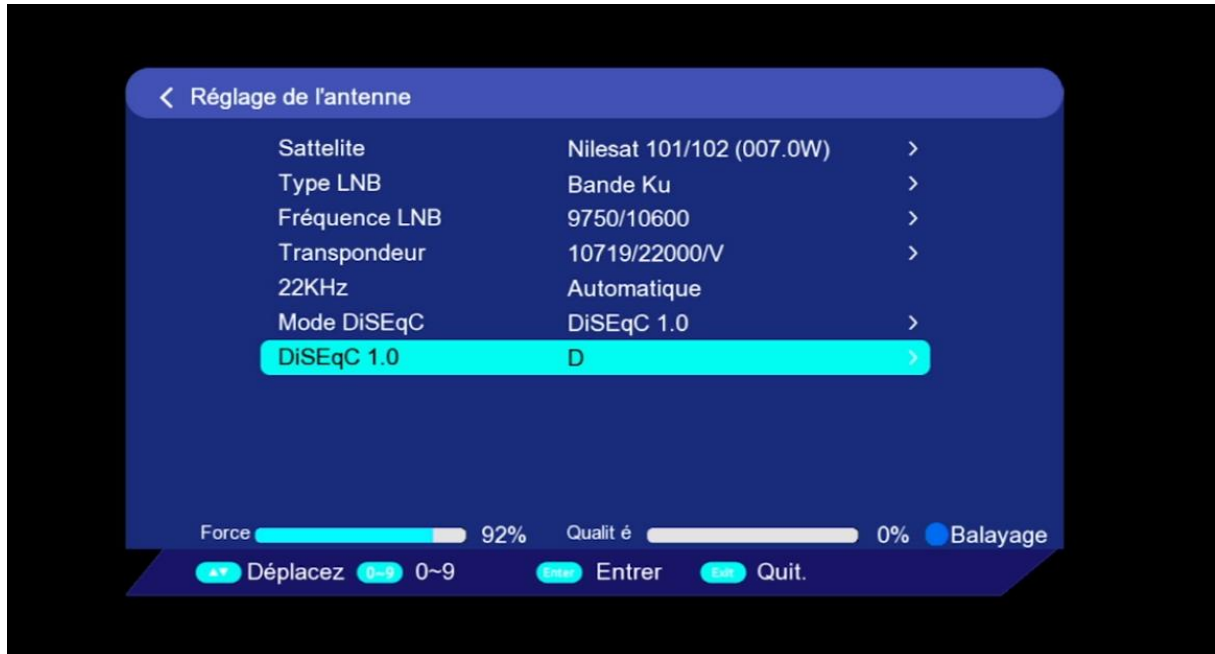 Réglage de l'antenne
Sattelite Nilesat 101/102 (007.0W)
Type LNB Bande Ku
Fréquence LNB 9750/10600
Transpondeur 10719/22000/V
22KHz Automatique
Mode DiSEqC DiSEqC 1.0
DiSEqC 1.0 D
Force 92% Qualit é 0% Balayage
▲▼ Déplacez 0~9 0~9 Enter Entrer Exit Quit.